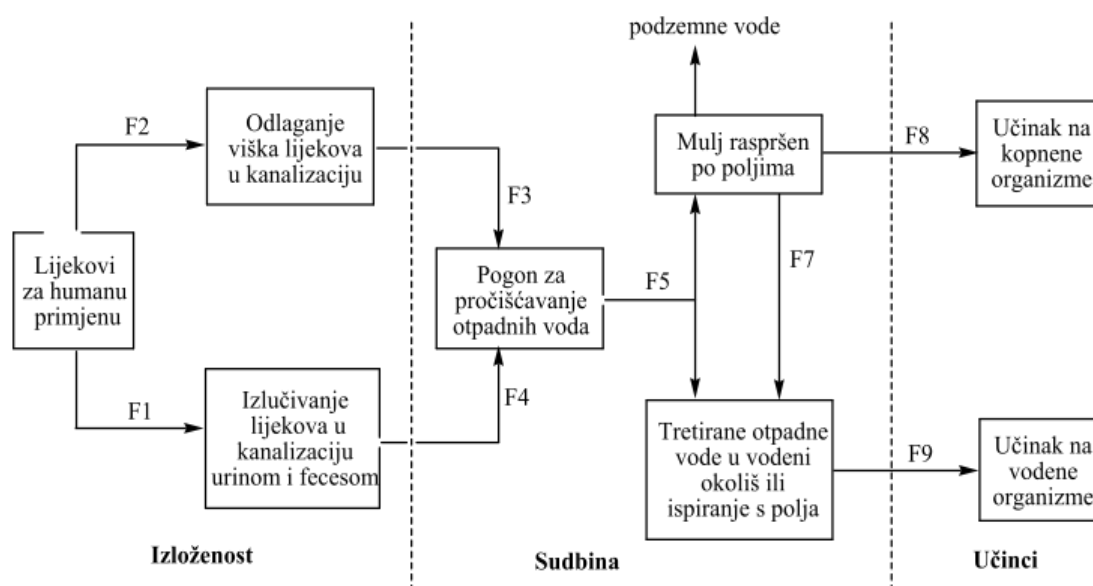 podzemne vode
F2
Odlaganje
viška lijekova
u kanalizaciju
F3
Mulj raspršen
po poljima
F8
Učinak na
kopnene
organizme
Lijekovi
za humanu
primjenu
Pogon za
pročišćavanje
otpadnih voda
F5
F7
F1
Izlučivanje
lijekova u
kanalizaciju
urinom i fecesom
F4
Tretirane otpadne
vode u vodeni
okoliš ili
ispiranje s polja
F9
Učinak na
vodene
organizme
Izloženost
Sudbina
Učinci